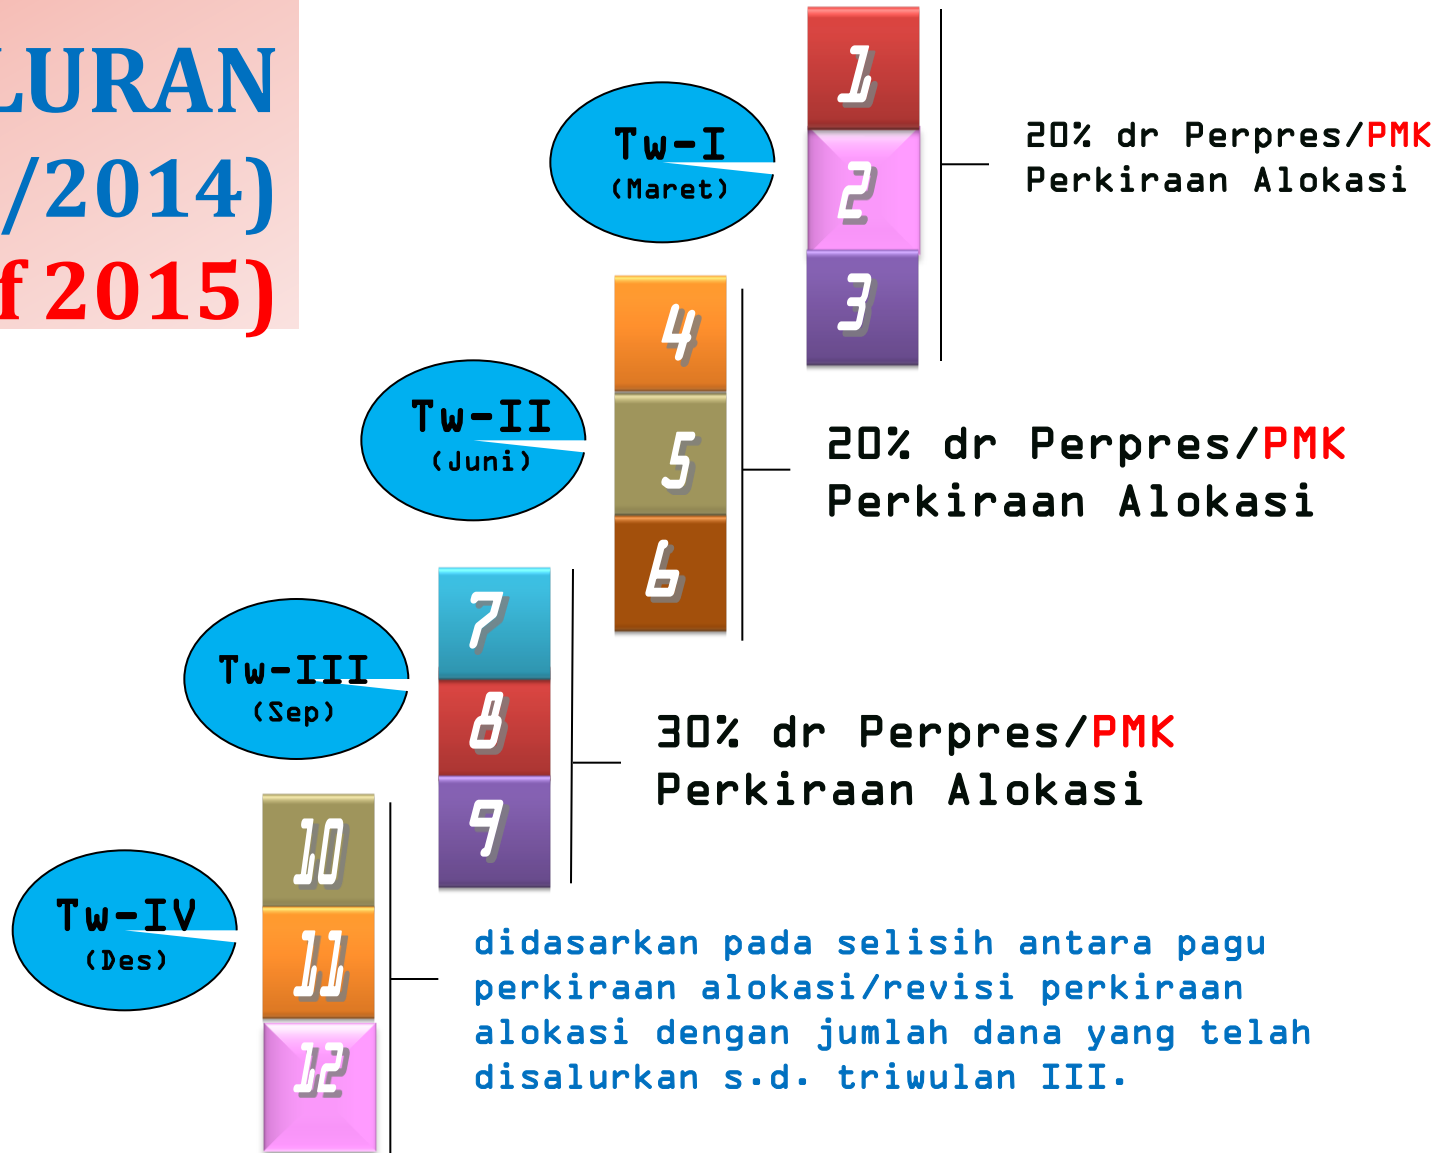 LURAN
/2014)
f 2015)
1
2
3
Tw-I
(Maret)
20% dr Perpres/PMK
Perkiraan Alokasi
4
5
6
Tw-II
(Juni)
20% dr Perpres/PMK
Perkiraan Alokasi
7
8
9
Tw-III
(Sep)
30% dr Perpres/PMK
Perkiraan Alokasi
10
11
12
Tw-IV
(Des)
didasarkan pada selisih antara pagu
perkiraan alokasi/revisi perkiraan
alokasi dengan jumlah dana yang telah
disalurkan s.d. triwulan III.